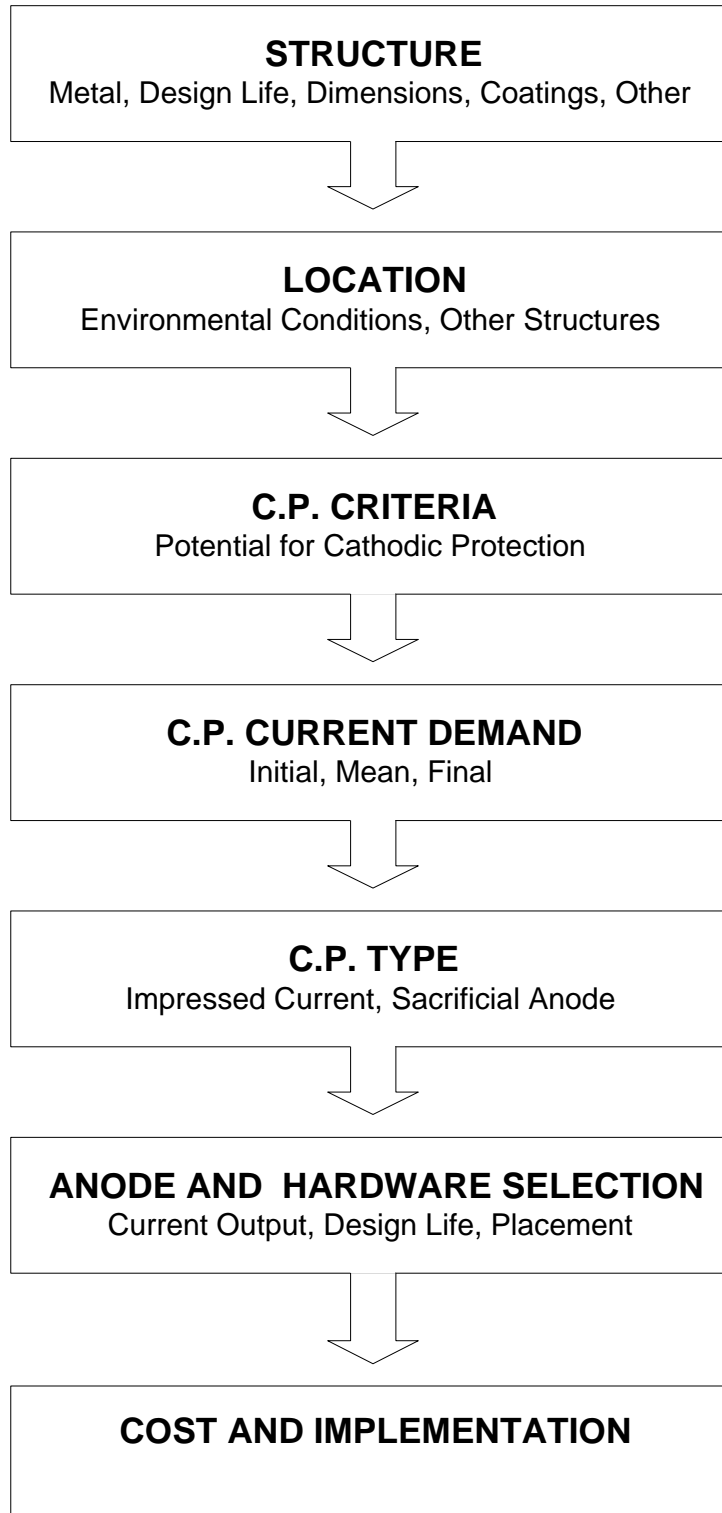 STRUCTURE
Metal, Design Life, Dimensions, Coatings, Other
LOCATION
Environmental Conditions, Other Structures
C.P. CRITERIA
Potential for Cathodic Protection
C.P. CURRENT DEMAND
Initial, Mean, Final
C.P. TYPE
Impressed Current, Sacrificial Anode
ANODE AND HARDWARE SELECTION
Current Output, Design Life, Placement
COST AND IMPLEMENTATION